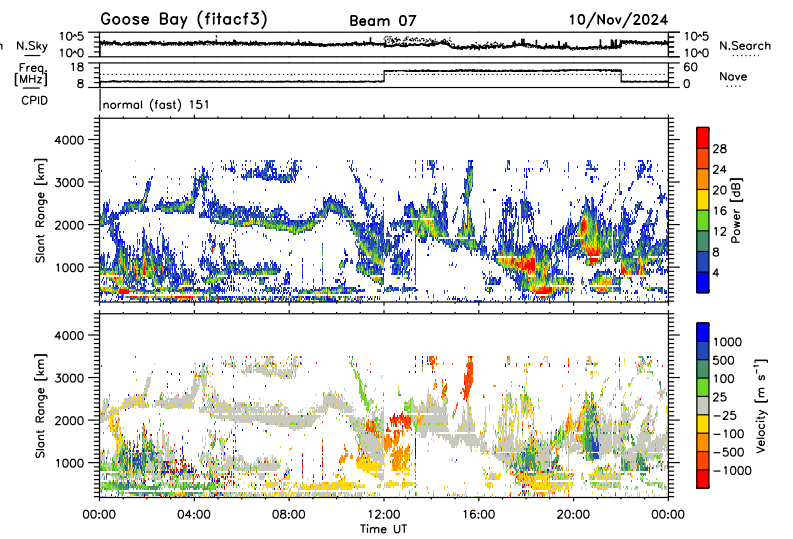 Goose Bay (fitacf3) Beam 07 10/Nov/2024
N.Sky 10^5 10^5 N.Search
10^0 10^0
Freq. 18 60 Nave
[MHz] 8 0
CPID normal (fast) 151
Slant Range [km]
4000
3000
2000
1000
Power [dB]
28
24
20
16
12
8
4
Slant Range [km]
4000
3000
2000
1000
Velocity [m s⁻¹]
1000
500
100
25
−25
−100
−500
−1000
00:00 04:00 08:00 12:00 16:00 20:00 00:00
Time UT